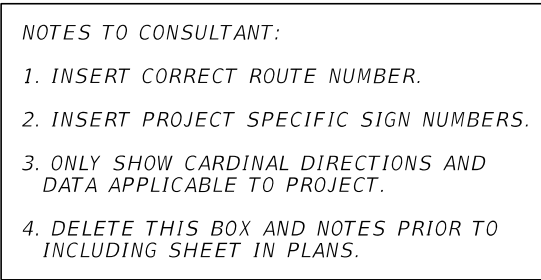 NOTES TO CONSULTANT:
1. INSERT CORRECT ROUTE NUMBER.
2. INSERT PROJECT SPECIFIC SIGN NUMBERS.
3. ONLY SHOW CARDINAL DIRECTIONS AND
DATA APPLICABLE TO PROJECT.
4. DELETE THIS BOX AND NOTES PRIOR TO
INCLUDING SHEET IN PLANS.